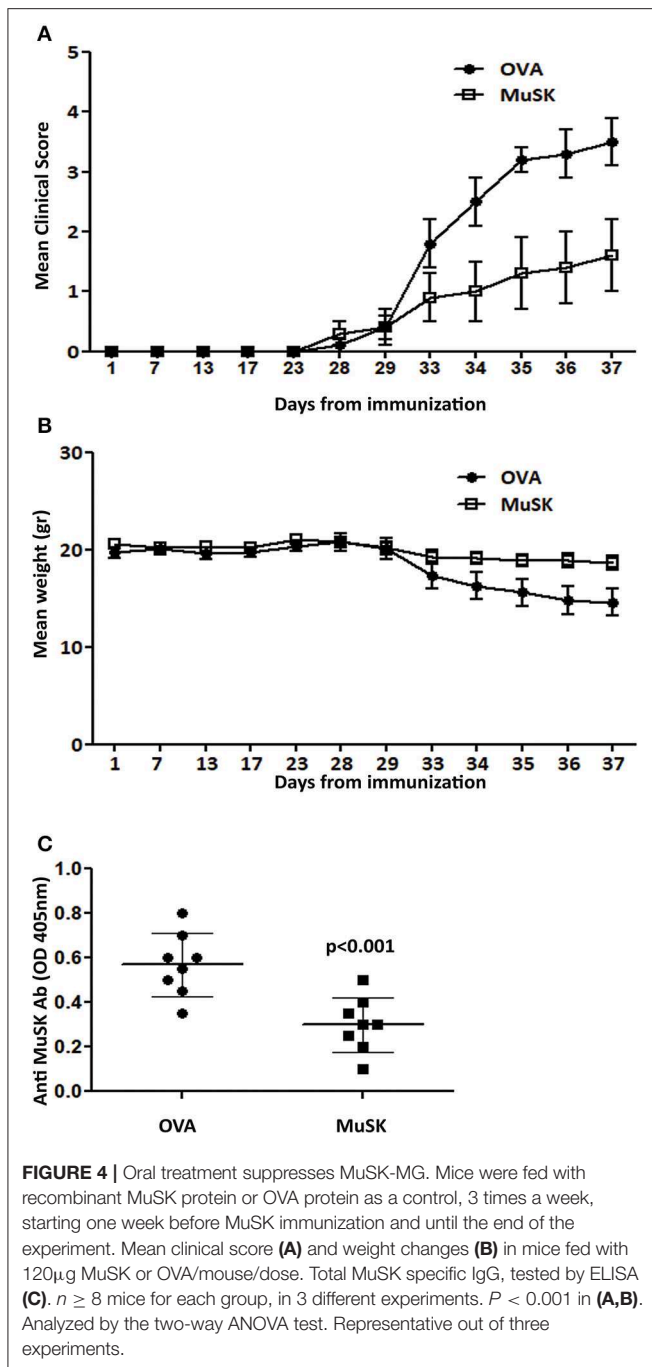 A
5
4
3
2
1
0
Mean Clinical Score
OVA
MuSK
1 7 13 17 23 28 29 33 34 35 36 37
Days from immunization
B
30
20
10
0
Mean weight (gr)
OVA
MuSK
1 7 13 17 23 28 29 33 34 35 36 37
Days from immunization
C
1.0
0.8
0.6
0.4
0.2
0.0
Anti MuSK Ab (OD 405nm)
p<0.001
OVA MuSK
FIGURE 4 | Oral treatment suppresses MuSK-MG. Mice were fed with
recombinant MuSK protein or OVA protein as a control, 3 times a week,
starting one week before MuSK immunization and until the end of the
experiment. Mean clinical score (A) and weight changes (B) in mice fed with
120μg MuSK or OVA/mouse/dose. Total MuSK specific IgG, tested by ELISA
(C). n ≥ 8 mice for each group, in 3 different experiments. P < 0.001 in (A,B).
Analyzed by the two-way ANOVA test. Representative out of three
experiments.